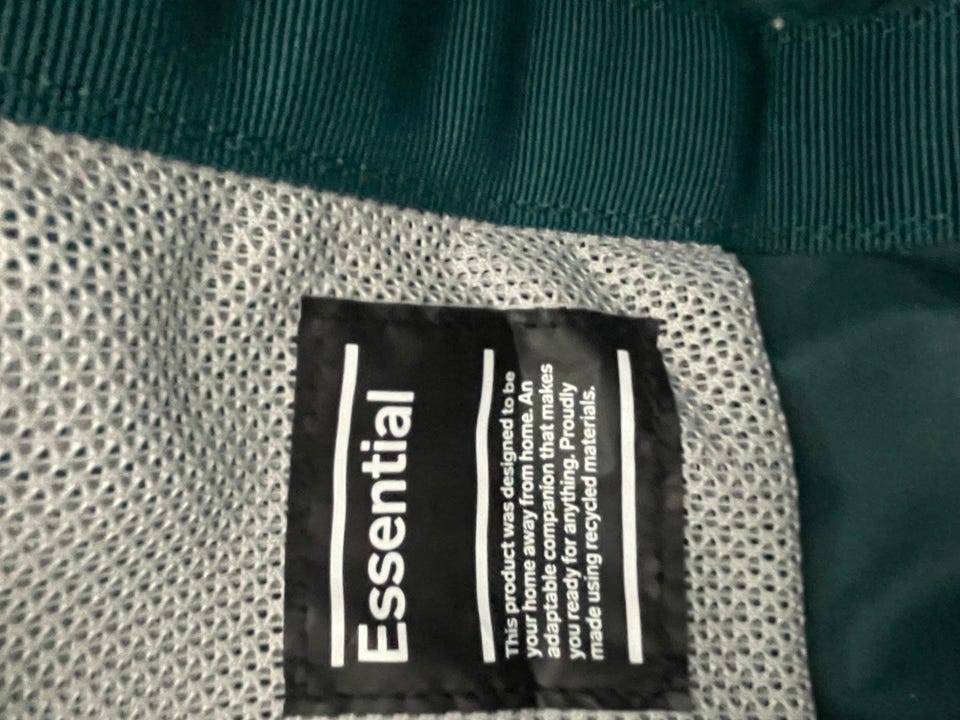 Essential
This product was designed to be
your home away from home. An
adaptable companion that makes
you ready for anything. Proudly
made using recycled materials.